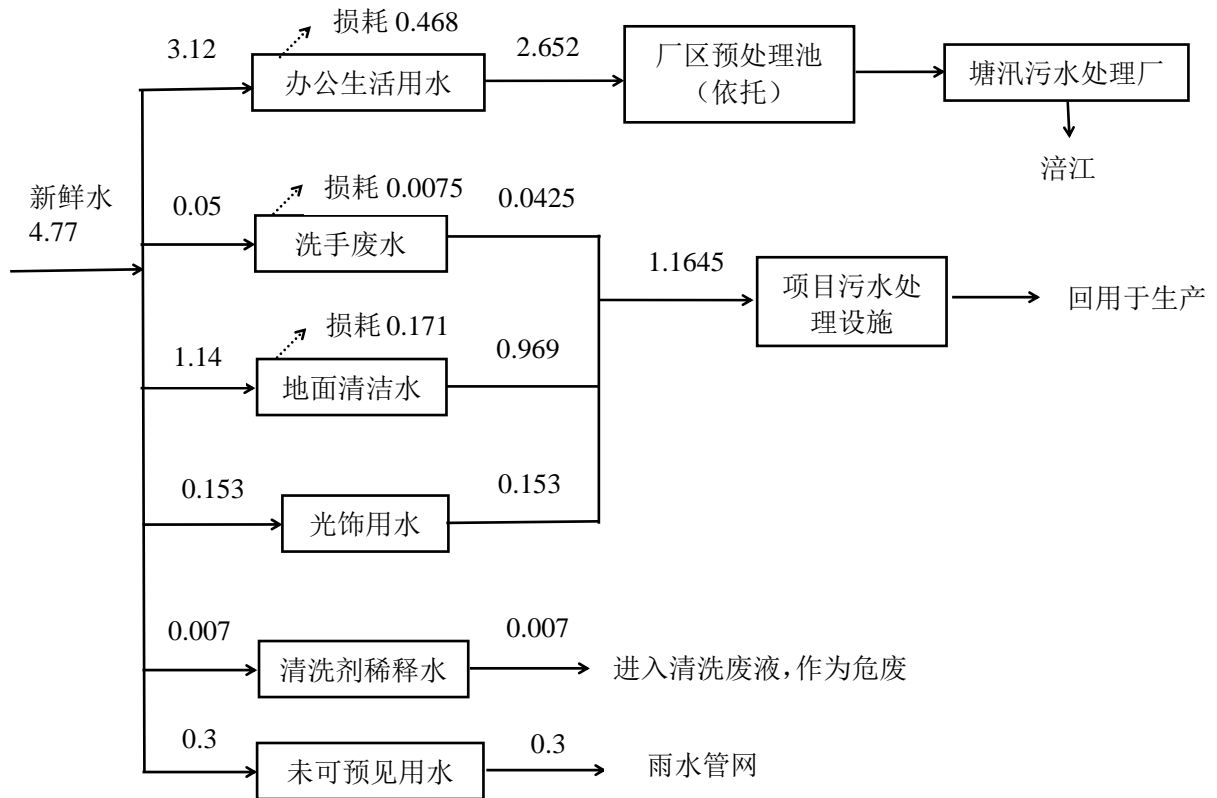 损耗 0.468
3.12
2.652
办公生活用水
厂区预处理池
（依托）
塘汛污水处理厂
涪江
新鲜水
4.77
0.05
损耗 0.0075
0.0425
洗手废水
1.1645
项目污水处
理设施
回用于生产
损耗 0.171
1.14
0.969
地面清洁水
0.153
0.153
光饰用水
0.007
0.007
清洗剂稀释水
进入清洗废液，作为危废
0.3
0.3
未可预见用水
雨水管网